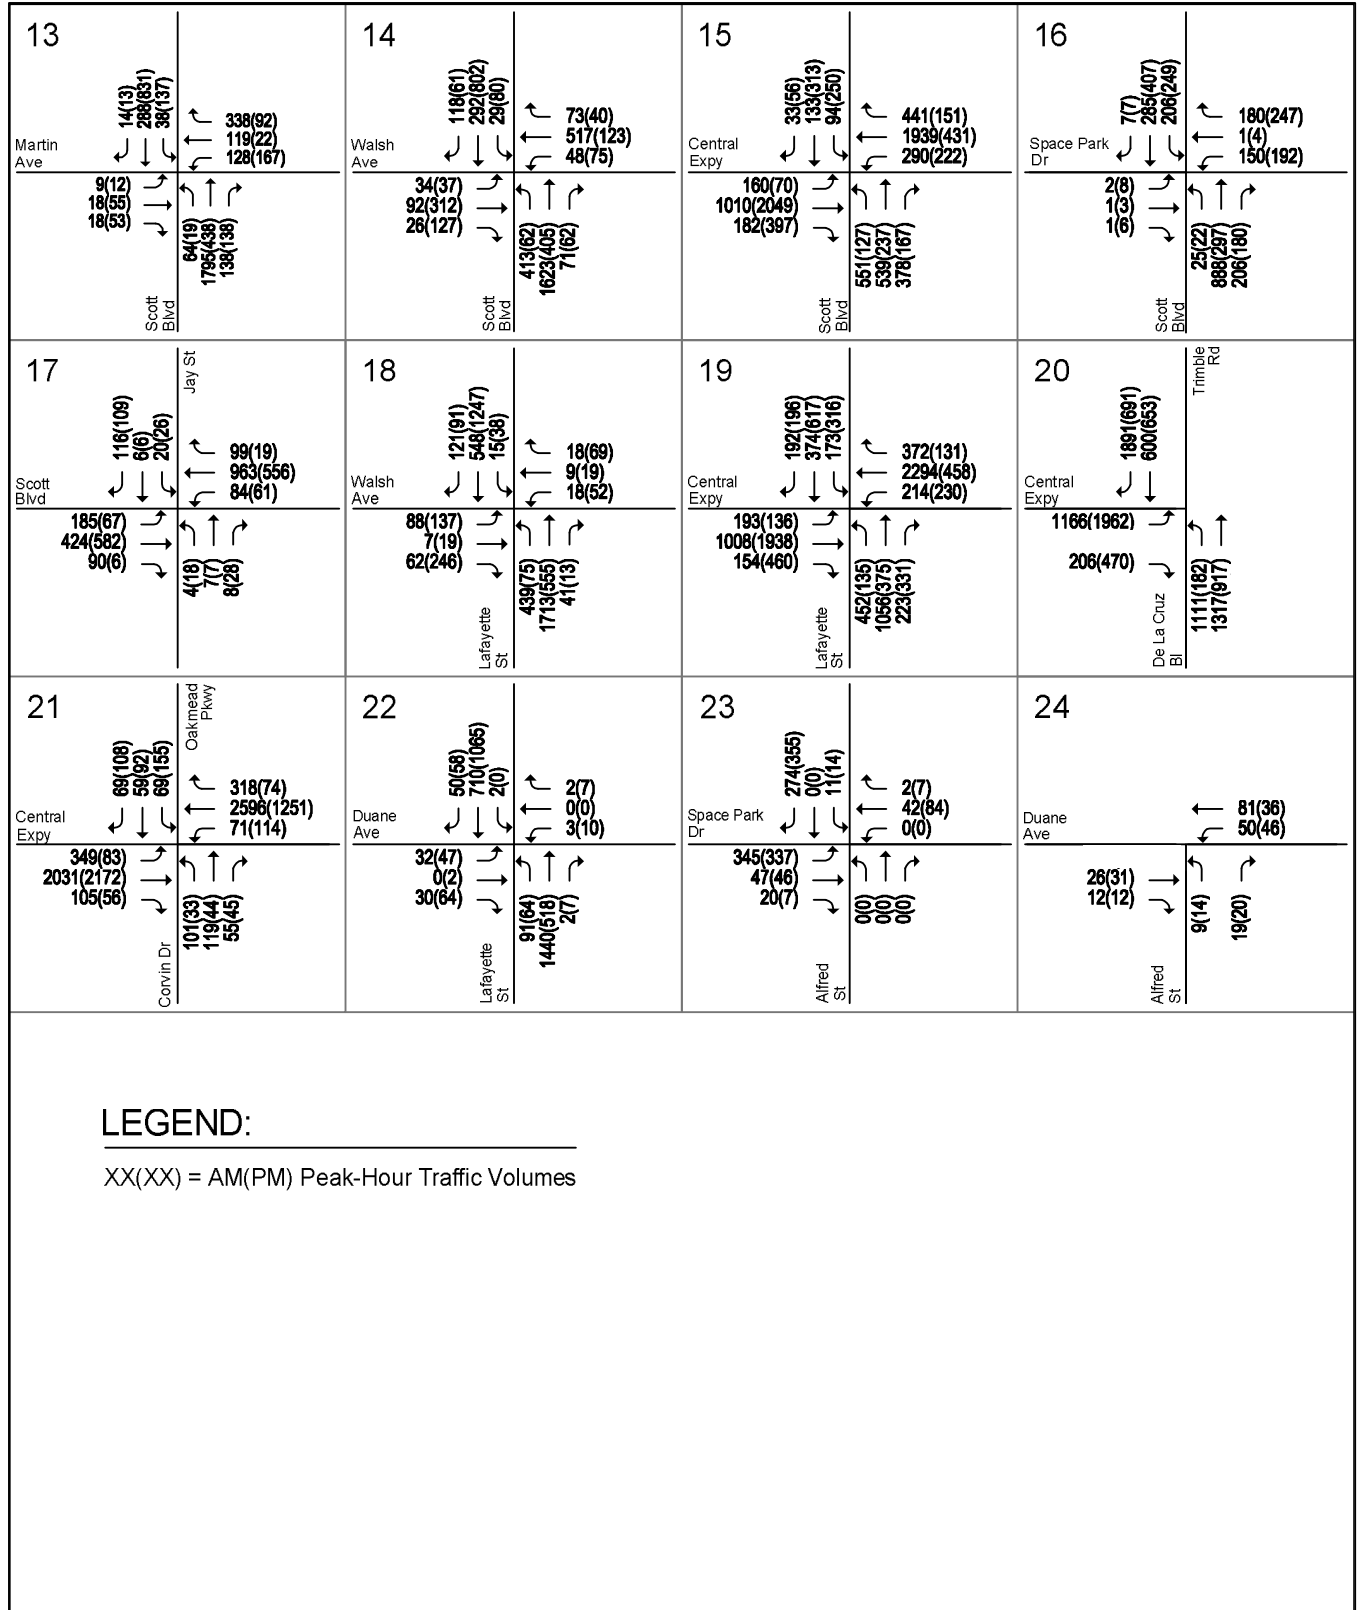 13
14(13)
288(831)
38(137)
338(92)
119(22)
128(167)
Martin
Ave
9(12)
18(55)
18(53)
64(19)
1795(438)
138(138)
Scott
Blvd
14
118(61)
292(802)
29(80)
73(40)
517(123)
48(75)
Walsh
Ave
34(37)
92(312)
26(127)
413(62)
1623(405)
71(62)
Scott
Blvd
15
33(56)
133(313)
94(250)
441(151)
1939(431)
290(222)
Central
Expy
160(70)
1010(2049)
182(397)
551(127)
539(237)
378(167)
Scott
Blvd
16
7(7)
285(407)
206(249)
180(247)
1(4)
150(192)
Space Park
Dr
2(8)
1(3)
1(6)
25(22)
888(297)
206(180)
Scott
Blvd
17
Jay St
116(109)
6(6)
20(26)
99(19)
963(556)
84(61)
Scott
Blvd
185(67)
424(582)
90(6)
4(18)
7(7)
8(28)
18
121(91)
548(1247)
15(38)
18(69)
9(19)
18(52)
Walsh
Ave
88(137)
7(19)
62(246)
439(75)
1713(555)
41(13)
Lafayette
St
19
192(196)
374(617)
173(316)
372(131)
2294(458)
214(230)
Central
Expy
193(136)
1008(1938)
154(460)
452(135)
1056(375)
223(331)
Lafayette
St
20
Trimble
Rd
1891(691)
600(653)
Central
Expy
1166(1962)
206(470)
1111(182)
1317(917)
De La Cruz
Bl
21
Oakmead
Pkwy
69(108)
59(92)
69(155)
318(74)
2596(1251)
71(114)
Central
Expy
349(83)
2031(2172)
105(56)
101(33)
119(44)
55(45)
Corvin Dr
22
50(58)
710(1065)
2(0)
2(7)
0(0)
3(10)
Duane
Ave
32(47)
0(2)
30(64)
91(64)
1440(518)
2(7)
Lafayette
St
23
274(355)
0(0)
11(14)
2(7)
42(84)
0(0)
Space Park
Dr
345(337)
47(46)
20(7)
0(0)
0(0)
0(0)
Alfred
St
24
81(36)
50(46)
Duane
Ave
26(31)
12(12)
9(14)
19(20)
Alfred
St
LEGEND:
XX(XX) = AM(PM) Peak-Hour Traffic Volumes